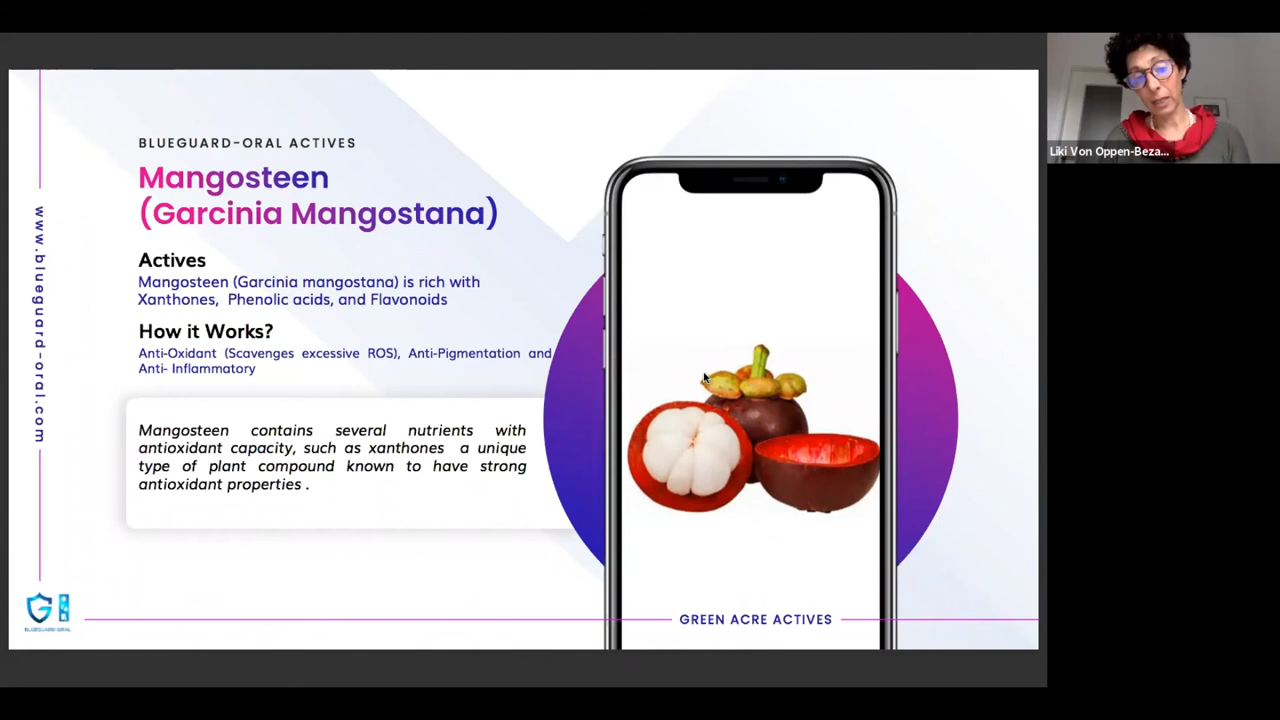 BLUEGUARD-ORAL ACTIVES
Mangosteen
(Garcinia Mangostana)
Actives
Mangosteen (Garcinia mangostana) is rich with
Xanthones, Phenolic acids, and Flavonoids
How it Works?
Anti-Oxidant (Scavenges excessive ROS), Anti-Pigmentation and
Anti- Inflammatory
Mangosteen contains several nutrients with
antioxidant capacity, such as xanthones a unique
type of plant compound known to have strong
antioxidant properties .
www.blueguard-oral.com
BLUEGUARD-ORAL
GREEN ACRE ACTIVES
Liki Von Oppen-Beza...